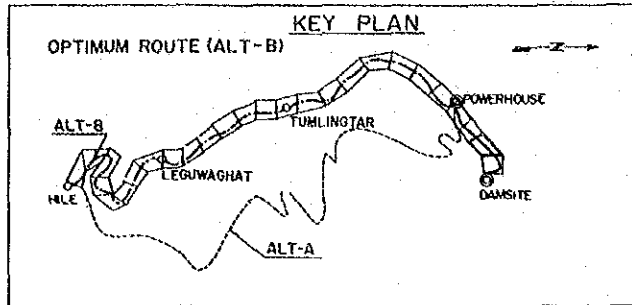 KEY PLAN
OPTIMUM ROUTE (ALT-B)
N
POWERHOUSE
TUMLINGTAR
ALT-B
LEGUWAGHAT
HILE
DAMSITE
ALT-A